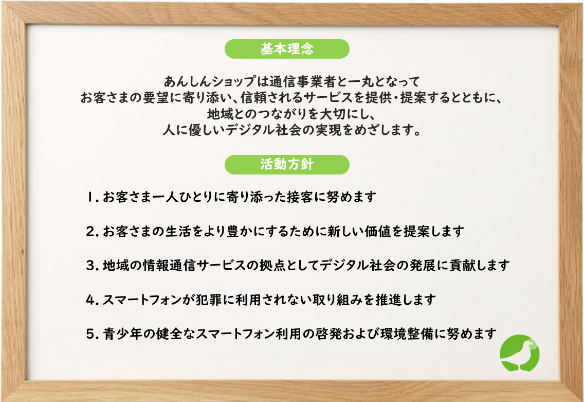 基本理念
あんしんショップは通信事業者と一丸となって
お客さまの要望に寄り添い、信頼されるサービスを提供・提案するとともに、
地域とのつながりを大切にし、
人に優しいデジタル社会の実現をめざします。
活動方針
1. お客さま一人ひとりに寄り添った接客に努めます
2. お客さまの生活をより豊かにするために新しい価値を提案します
3. 地域の情報通信サービスの拠点としてデジタル社会の発展に貢献します
4. スマートフォンが犯罪に利用されない取り組みを推進します
5. 青少年の健全なスマートフォン利用の啓発および環境整備に努めます